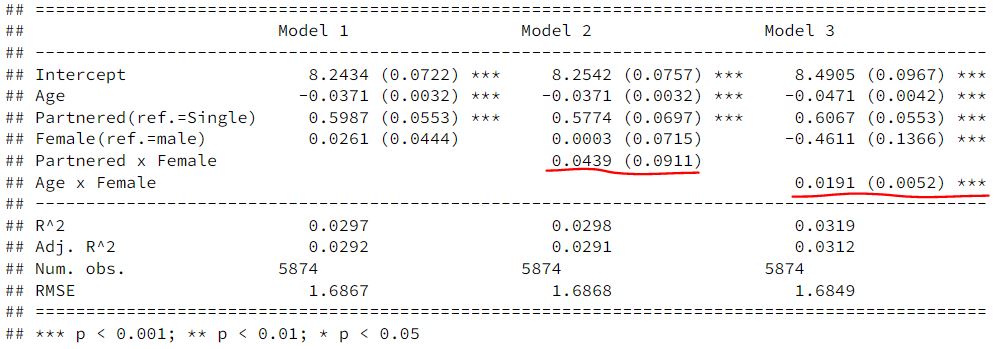 ## ===============================================================================================
##                         Model 1                 Model 2                 Model 3
## -----------------------------------------------------------------------------------------------
## Intercept                  8.2434 (0.0722) ***     8.2542 (0.0757) ***     8.4905 (0.0967) ***
## Age                       -0.0371 (0.0032) ***    -0.0371 (0.0032) ***    -0.0471 (0.0042) ***
## Partnered(ref.=Single)     0.5987 (0.0553) ***     0.5774 (0.0697) ***     0.6067 (0.0553) ***
## Female(ref.=male)          0.0261 (0.0444)         0.0003 (0.0715)        -0.4611 (0.1366) ***
## Partnered x Female                                 0.0439 (0.0911)
## Age x Female                                                               0.0191 (0.0052) ***
## -----------------------------------------------------------------------------------------------
## R^2                        0.0297                  0.0298                  0.0319
## Adj. R^2                   0.0292                  0.0291                  0.0312
## Num. obs.               5874                    5874                    5874
## RMSE                       1.6867                  1.6868                  1.6849
## ===============================================================================================
## *** p < 0.001; ** p < 0.01; * p < 0.05